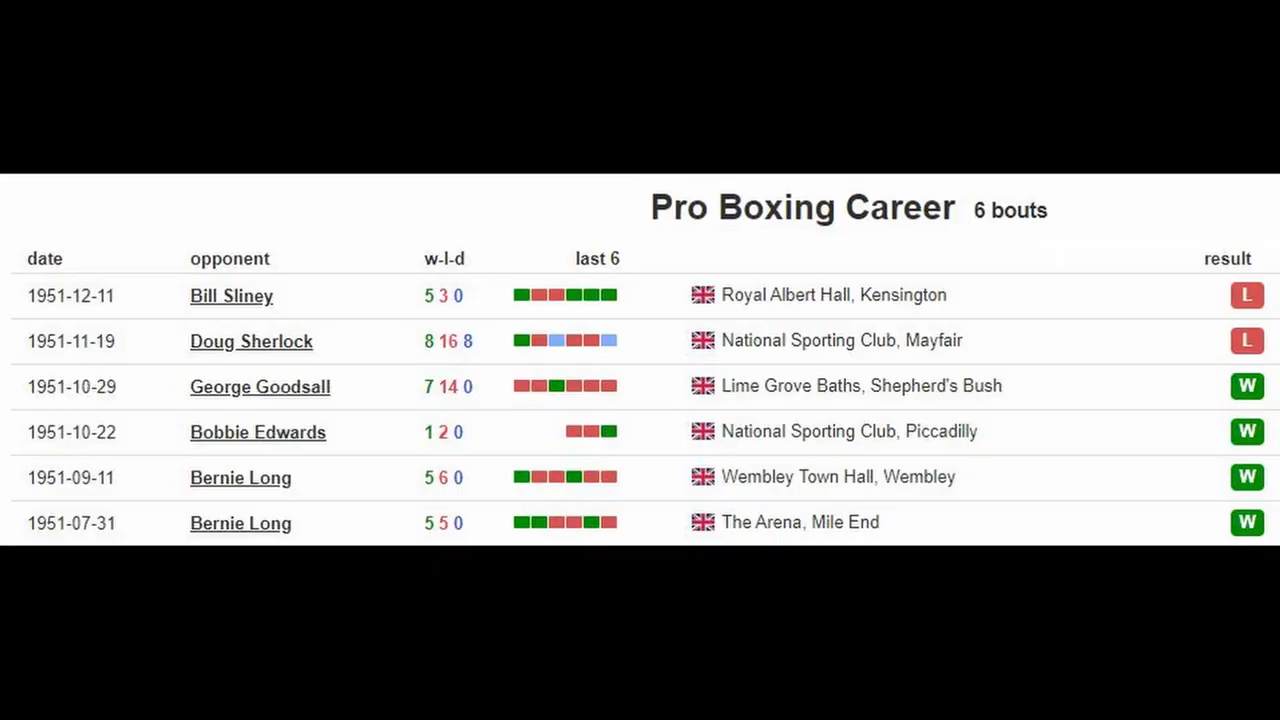 Pro Boxing Career 6 bouts
date opponent w-l-d last 6 result
1951-12-11 Bill Sliney 5 3 0 Royal Albert Hall, Kensington L
1951-11-19 Doug Sherlock 8 16 8 National Sporting Club, Mayfair L
1951-10-29 George Goodsall 7 14 0 Lime Grove Baths, Shepherd's Bush W
1951-10-22 Bobbie Edwards 1 2 0 National Sporting Club, Piccadilly W
1951-09-11 Bernie Long 5 6 0 Wembley Town Hall, Wembley W
1951-07-31 Bernie Long 5 5 0 The Arena, Mile End W